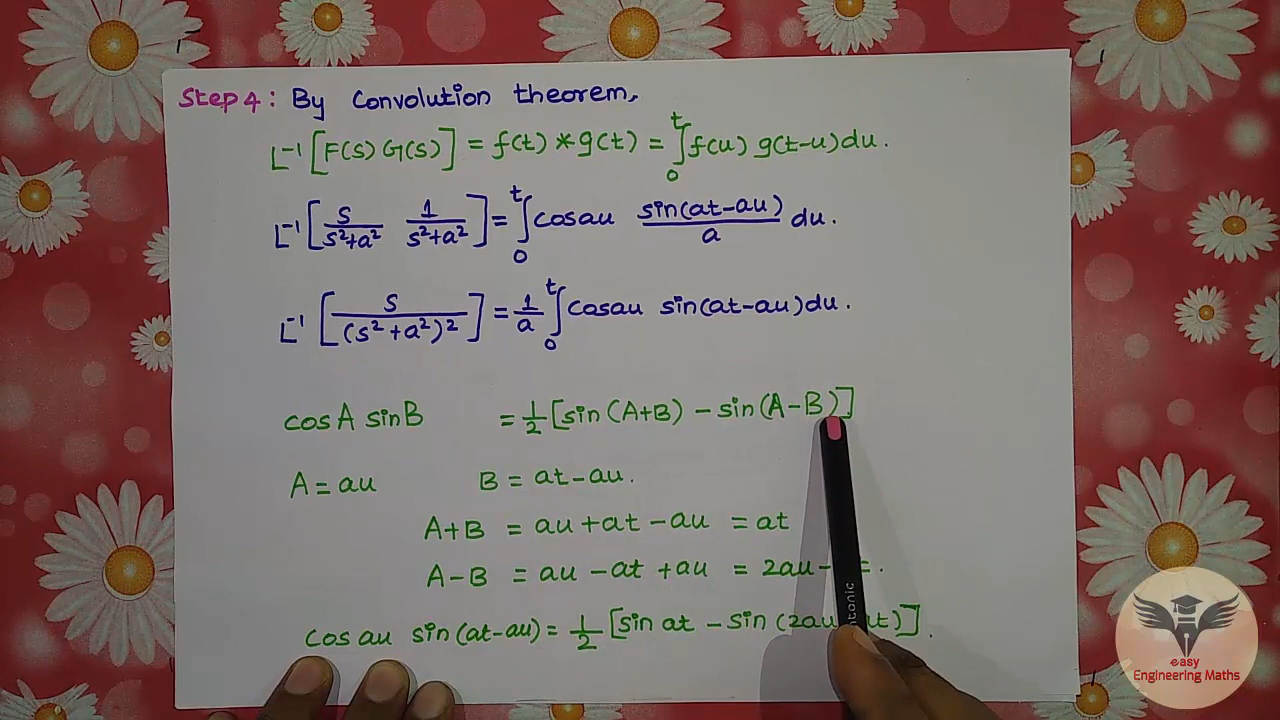 Step 4: By Convolution theorem,
L⁻¹[F(s) G(s)] = f(t) * g(t) = ∫₀ᵗ f(u) g(t-u) du.
L⁻¹[s/(s²+a²) 1/(s²+a²)] = ∫₀ᵗ cos au sin(at-au)/a du.
L⁻¹[s/(s²+a²)²] = 1/a ∫₀ᵗ cos au sin(at-au) du.
cos A sin B = 1/2 [sin(A+B) - sin(A-B)]
A = au B = at-au.
A+B = au + at - au = at
A-B = au - at + au = 2au-
cos au sin(at-au) = 1/2 [sin at - sin(2au t)].
tonic
easy
Engineering Maths